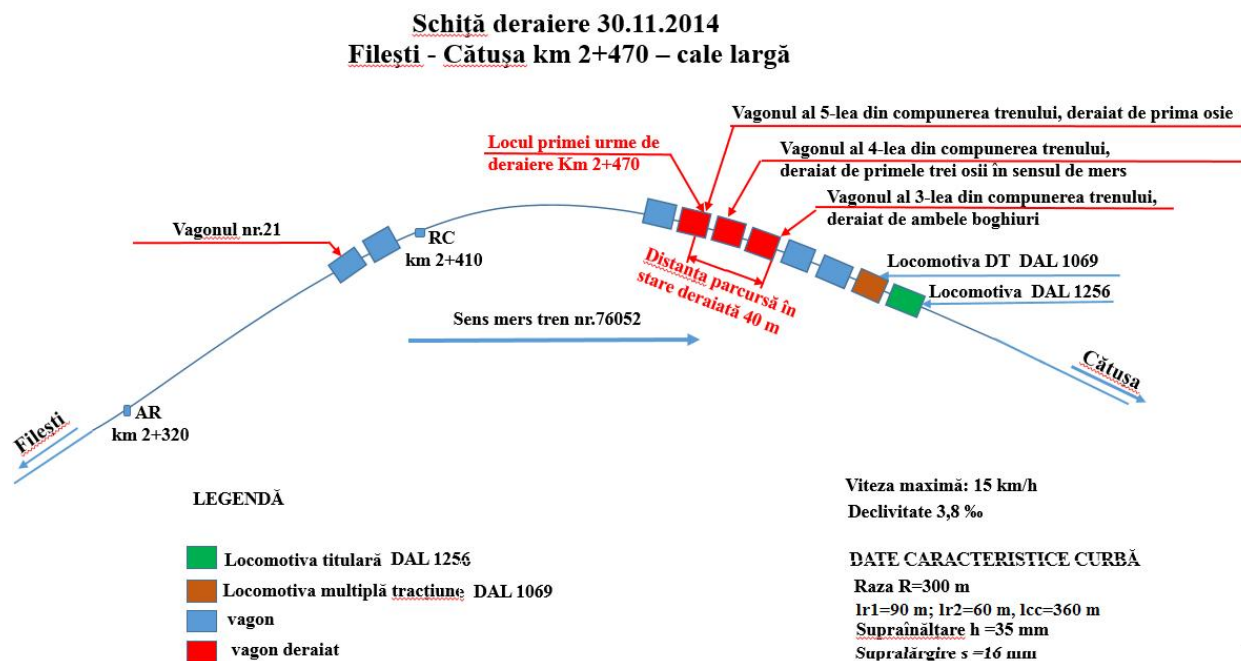 Schiță deraiere 30.11.2014
Filești - Cătușa km 2+470 – cale largă
Vagonul al 5-lea din compunerea trenului, deraiat de prima osie
Locul primei urme de
deraiere Km 2+470
Vagonul al 4-lea din compunerea trenului,
deraiat de primele trei osii în sensul de mers
Vagonul al 3-lea din compunerea trenului,
deraiat de ambele boghiuri
Vagonul nr.21
RC
km 2+410
Locomotiva DT DAL 1069
Locomotiva DAL 1256
Distanța parcursă în
stare deraiată 40 m
Sens mers tren nr.76052
Cătușa
Filești
AR
km 2+320
LEGENDĂ
Locomotiva titulară DAL 1256
Locomotiva multiplă tracțiune DAL 1069
vagon
vagon deraiat
Viteza maximă: 15 km/h
Declivitate 3,8 ‰
DATE CARACTERISTICE CURBĂ
Raza R=300 m
lr1=90 m; lr2=60 m, lcc=360 m
Supraînălțare h =35 mm
Supralărgire s =16 mm